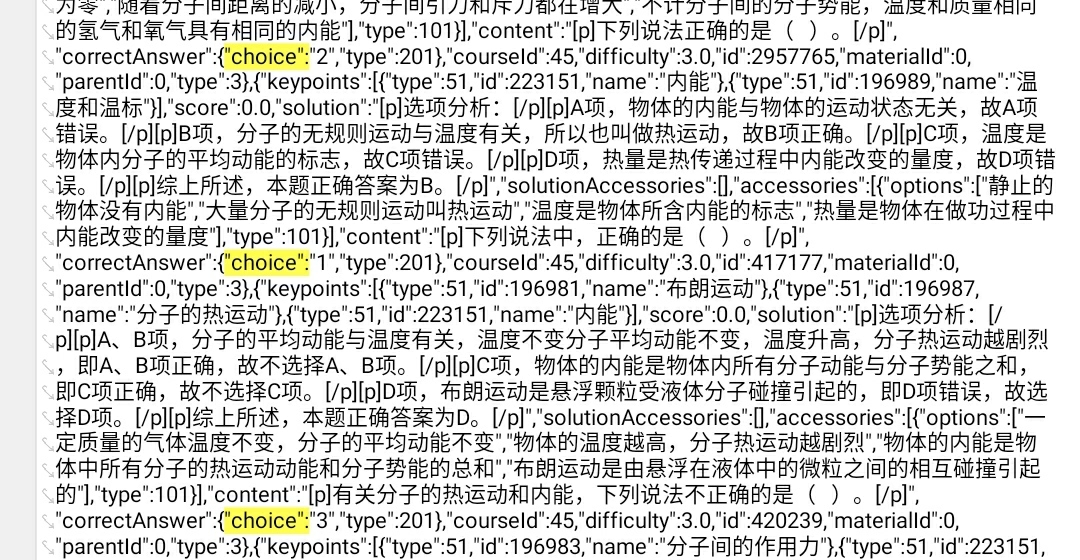 为零","随着分子间距离的减小，分子间引力和斥力都在增大","不计分子间的分子势能，温度和质量相同
的氢气和氧气具有相同的内能"],"type":101}],"content":"[p]下列说法正确的是（  ）。[/p]",
"correctAnswer":{"choice":"2","type":201},"courseId":45,"difficulty":3.0,"id":2957765,"materialId":0,
"parentId":0,"type":3},{"keypoints":[{"type":51,"id":223151,"name":"内能"},{"type":51,"id":196989,"name":"温
度和温标"}],"score":0.0,"solution":"[p]选项分析：[/p][p]A项，物体的内能与物体的运动状态无关，故A项
错误。[/p][p]B项，分子的无规则运动与温度有关，所以也叫做热运动，故B项正确。[/p][p]C项，温度是
物体内分子的平均动能的标志，故C项错误。[/p][p]D项，热量是热传递过程中内能改变的量度，故D项错
误。[/p][p]综上所述，本题正确答案为B。[/p]","solutionAccessories":[],"accessories":[{"options":["静止的
物体没有内能","大量分子的无规则运动叫热运动","温度是物体所含内能的标志","热量是物体在做功过程中
内能改变的量度"],"type":101}],"content":"[p]下列说法中，正确的是（  ）。[/p]",
"correctAnswer":{"choice":"1","type":201},"courseId":45,"difficulty":3.0,"id":417177,"materialId":0,
"parentId":0,"type":3},{"keypoints":[{"type":51,"id":196981,"name":"布朗运动"},{"type":51,"id":196987,
"name":"分子的热运动"},{"type":51,"id":223151,"name":"内能"}],"score":0.0,"solution":"[p]选项分析：[/
p][p]A、B项，分子的平均动能与温度有关，温度不变分子平均动能不变，温度升高，分子热运动越剧烈
，即A、B项正确，故不选择A、B项。[/p][p]C项，物体的内能是物体内所有分子动能与分子势能之和，
即C项正确，故不选择C项。[/p][p]D项，布朗运动是悬浮颗粒受液体分子碰撞引起的，即D项错误，故选
择D项。[/p][p]综上所述，本题正确答案为D。[/p]","solutionAccessories":[],"accessories":[{"options":["一
定质量的气体温度不变，分子的平均动能不变","物体的温度越高，分子热运动越剧烈","物体的内能是物
体中所有分子的热运动动能和分子势能的总和","布朗运动是由悬浮在液体中的微粒之间的相互碰撞引起
的"],"type":101}],"content":"[p]有关分子的热运动和内能，下列说法不正确的是（  ）。[/p]",
"correctAnswer":{"choice":"3","type":201},"courseId":45,"difficulty":3.0,"id":420239,"materialId":0,
"parentId":0,"type":3},{"keypoints":[{"type":51,"id":196983,"name":"分子间的作用力"},{"type":51,"id":223151,